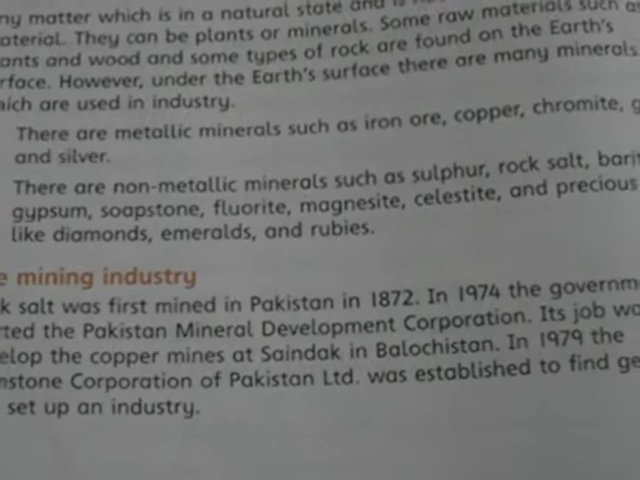 ny matter which is in a natural state and is
aterial. They can be plants or minerals. Some raw materials such a
ants and wood and some types of rock are found on the Earth's
rface. However, under the Earth's surface there are many minerals
hich are used in industry.
There are metallic minerals such as iron ore, copper, chromite, g
and silver.
There are non-metallic minerals such as sulphur, rock salt, barit
gypsum, soapstone, fluorite, magnesite, celestite, and precious
like diamonds, emeralds, and rubies.
e mining industry
k salt was first mined in Pakistan in 1872. In 1974 the governm
rted the Pakistan Mineral Development Corporation. Its job wa
elop the copper mines at Saindak in Balochistan. In 1979 the
mstone Corporation of Pakistan Ltd. was established to find ge
set up an industry.